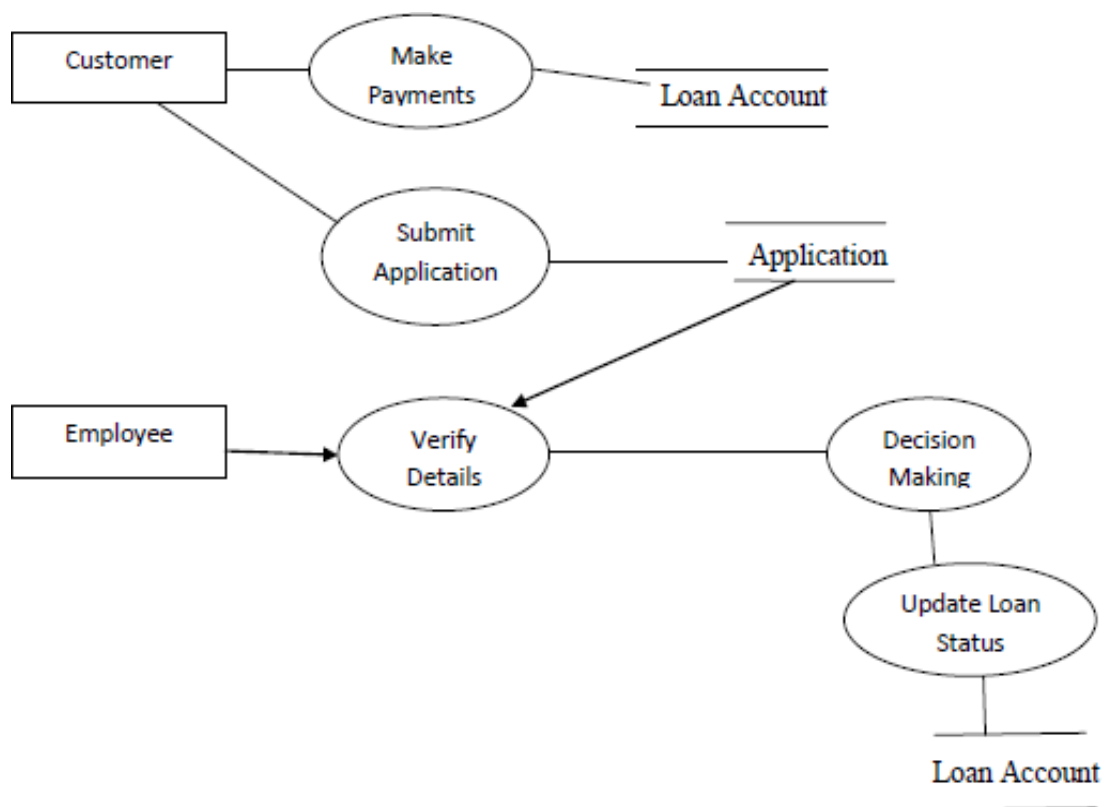 Customer
Make
Payments
Loan Account
Submit
Application
Application
Employee
Verify
Details
Decision
Making
Update Loan
Status
Loan Account